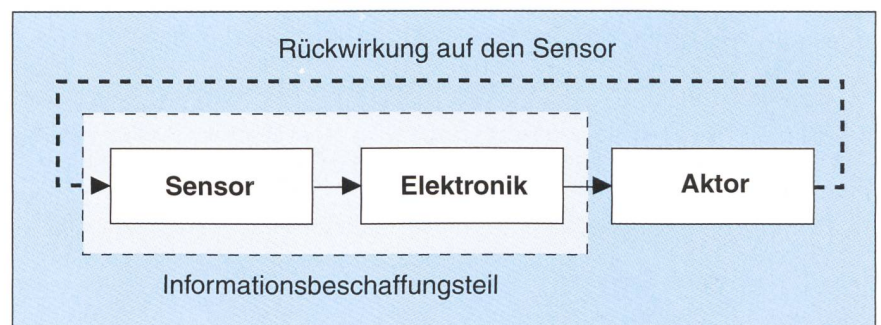 Rückwirkung auf den Sensor
Sensor
Elektronik
Aktor
Informationsbeschaffungsteil